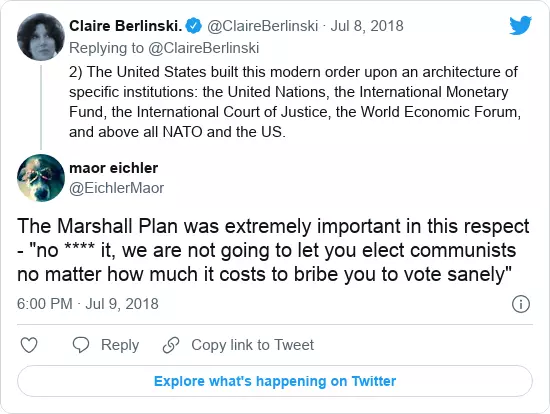 Claire Berlinski. @ClaireBerlinski · Jul 8, 2018
Replying to @ClaireBerlinski
2) The United States built this modern order upon an architecture of
specific institutions: the United Nations, the International Monetary
Fund, the International Court of Justice, the World Economic Forum,
and above all NATO and the US.
maor eichler
@EichlerMaor
The Marshall Plan was extremely important in this respect
- "no **** it, we are not going to let you elect communists
no matter how much it costs to bribe you to vote sanely"
6:00 PM · Jul 9, 2018
Reply
Copy link to Tweet
Explore what's happening on Twitter